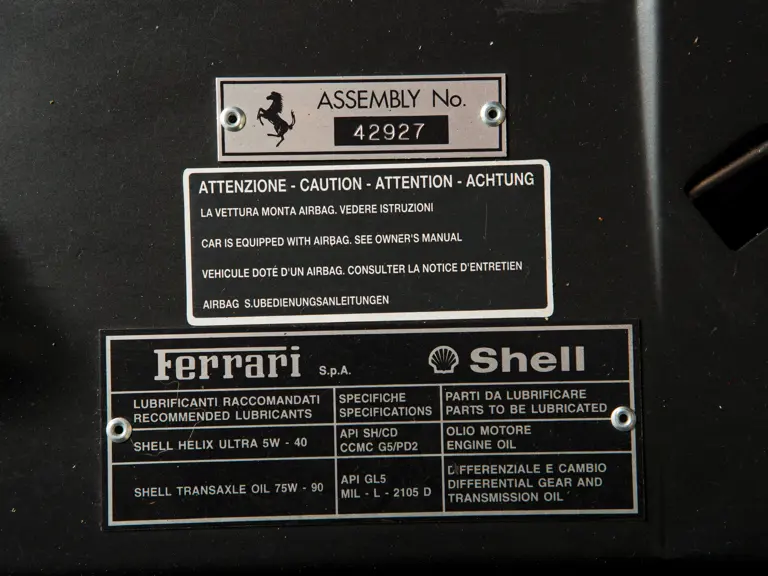 ASSEMBLY No.
42927
ATTENZIONE - CAUTION - ATTENTION - ACHTUNG
LA VETTURA MONTA AIRBAG. VEDERE ISTRUZIONI
CAR IS EQUIPPED WITH AIRBAG. SEE OWNER'S MANUAL
VEHICULE DOTÉ D'UN AIRBAG. CONSULTER LA NOTICE D'ENTRETIEN
AIRBAG S.UBEDIENUNGSANLEITUNGEN
Ferrari S.p.A. Shell
LUBRIFICANTI RACCOMANDATI
RECOMMENDED LUBRICANTS
SPECIFICHE
SPECIFICATIONS
PARTI DA LUBRIFICARE
PARTS TO BE LUBRICATED
SHELL HELIX ULTRA 5W - 40
API SH/CD
CCMC G5/PD2
OLIO MOTORE
ENGINE OIL
SHELL TRANSAXLE OIL 75W - 90
API GL5
MIL - L - 2105 D
DIFFERENZIALE E CAMBIO
DIFFERENTIAL GEAR AND
TRANSMISSION OIL